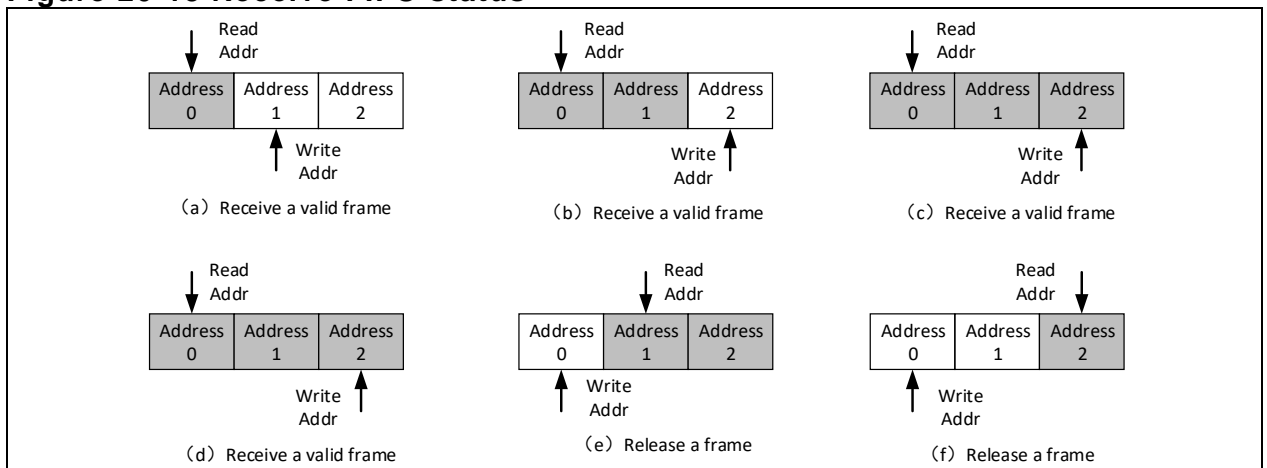 Figure Receive FIFO status
Read
Addr
Address
0
Address
1
Address
2
Write
Addr
（a）Receive a valid frame
Read
Addr
Address
0
Address
1
Address
2
Write
Addr
（b）Receive a valid frame
Read
Addr
Address
0
Address
1
Address
2
Write
Addr
（c）Receive a valid frame
Read
Addr
Address
0
Address
1
Address
2
Write
Addr
（d）Receive a valid frame
Read
Addr
Address
0
Address
1
Address
2
Write
Addr
（e）Release a frame
Read
Addr
Address
0
Address
1
Address
2
Write
Addr
（f）Release a frame